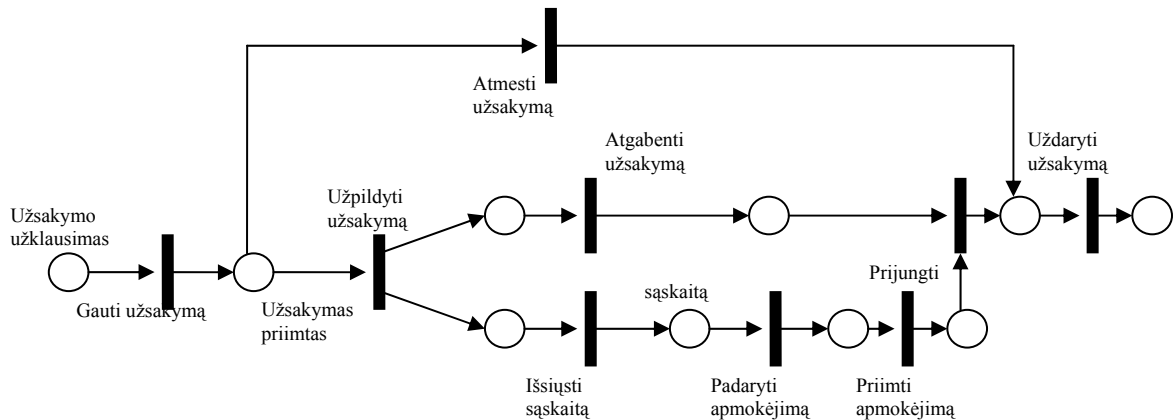 Atmesti
užsakymą
Atgabenti
užsakymą
Uždaryti
užsakymą
Užpildyti
užsakymą
Užsakymo
užklausimas
Gauti užsakymą
Užsakymas
priimtas
sąskaitą
Prijungti
Išsiųsti
sąskaitą
Padaryti
apmokėjimą
Priimti
apmokėjimą